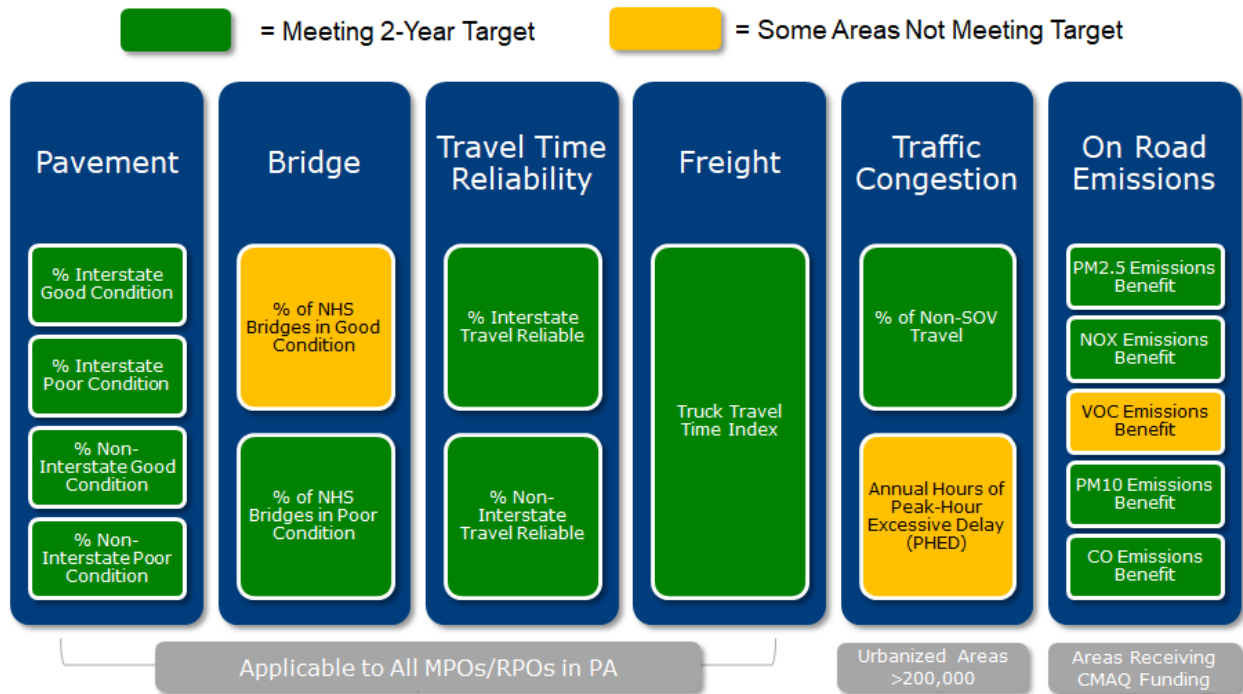 = Meeting 2-Year Target
= Some Areas Not Meeting Target
Pavement
% Interstate
Good Condition
% Interstate
Poor Condition
% Non-
Interstate Good
Condition
% Non-
Interstate Poor
Condition
Bridge
% of NHS
Bridges in Good
Condition
% of NHS
Bridges in Poor
Condition
Travel Time
Reliability
% Interstate
Travel Reliable
% Non-
Interstate
Travel Reliable
Freight
Truck Travel
Time Index
Traffic
Congestion
% of Non-SOV
Travel
Annual Hours of
Peak-Hour
Excessive Delay
(PHED)
On Road
Emissions
PM2.5 Emissions
Benefit
NOX Emissions
Benefit
VOC Emissions
Benefit
PM10 Emissions
Benefit
CO Emissions
Benefit
Applicable to All MPOs/RPOs in PA
Urbanized Areas
>200,000
Areas Receiving
CMAQ Funding